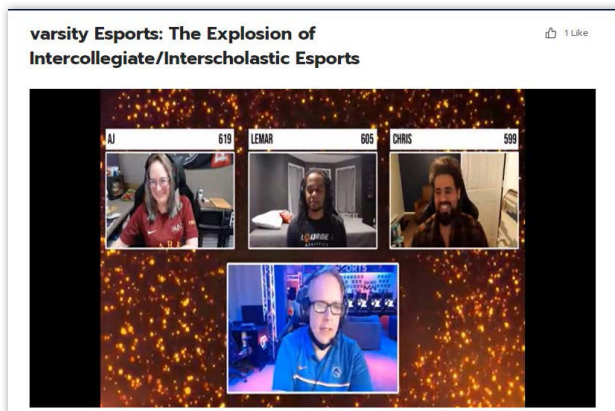 varsity Esports: The Explosion of
Intercollegiate/Interscholastic Esports
1 Like
AJ 619
LEMAR 605
CHRIS 599